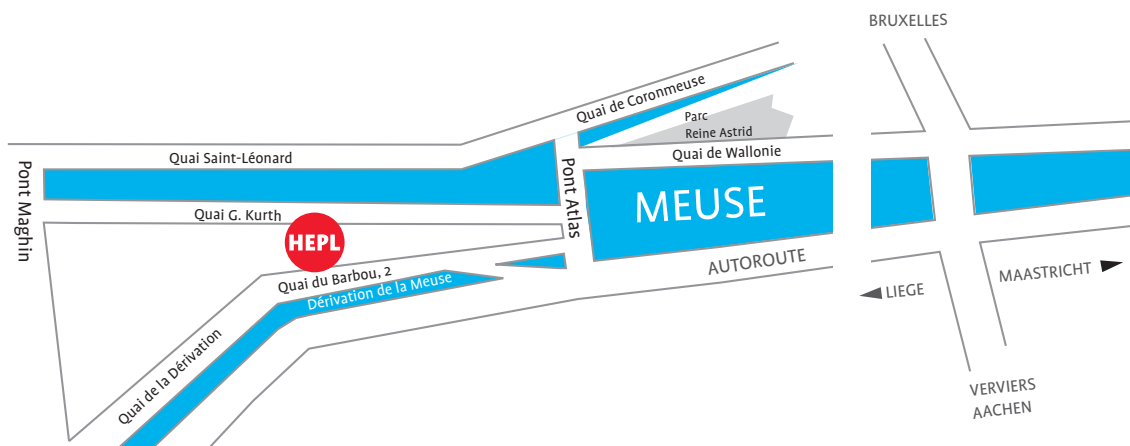 BRUXELLES
Quai de Coronmeuse
Parc
Reine Astrid
Quai Saint-Léonard
Quai de Wallonie
Pont Maghin
Pont Atlas
MEUSE
Quai G. Kurth
HEPL
Quai du Barbou, 2
Dérivation de la Meuse
AUTOROUTE
MAASTRICHT
LIEGE
Quai de la Dérivation
VERVIERS
AACHEN